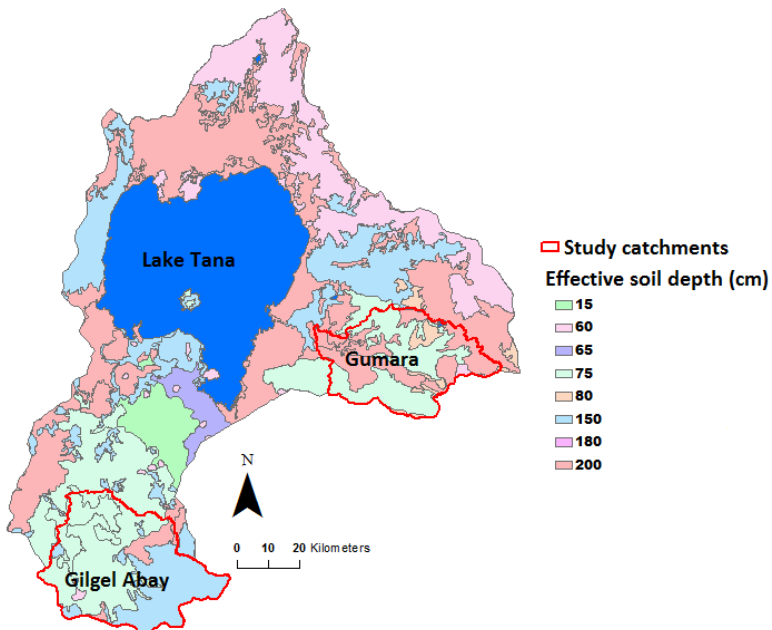 Lake Tana
Study catchments
Effective soil depth (cm)
15
60
65
75
80
150
180
200
Gumara
N
0 10 20 Kilometers
Gilgel Abay